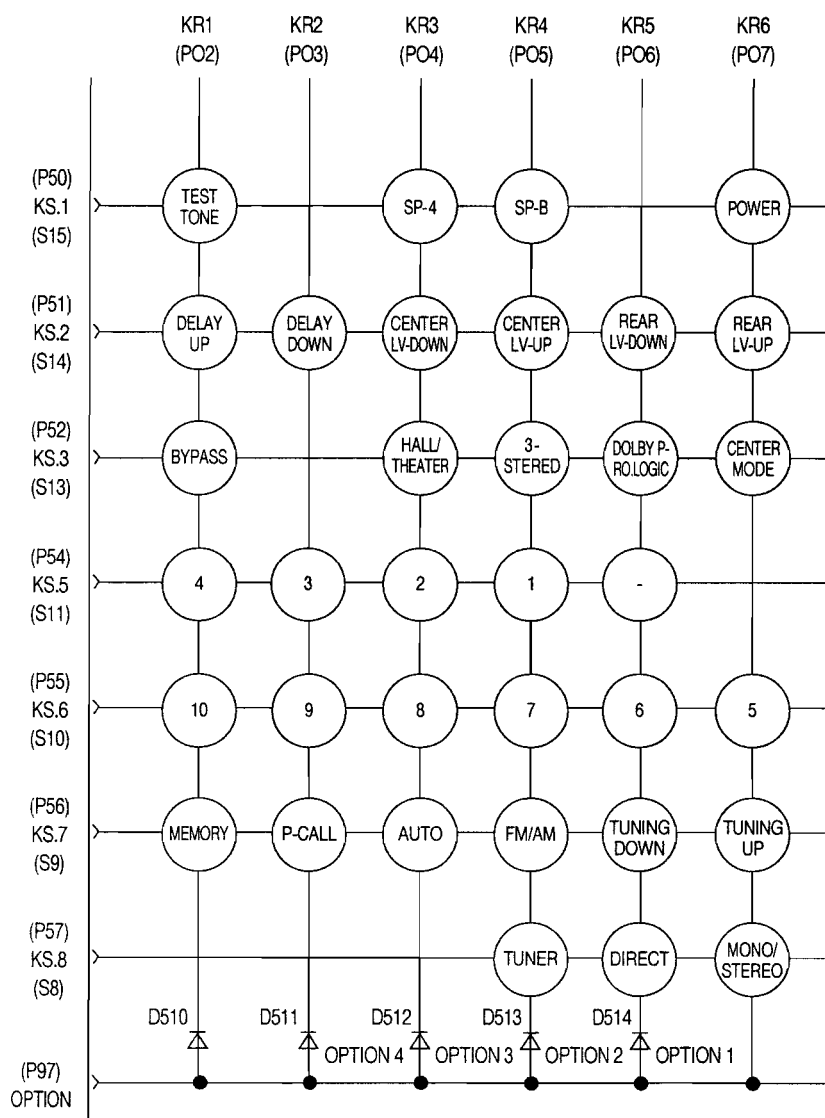 KR1 KR2 KR3 KR4 KR5 KR6
(PO2) (PO3) (PO4) (PO5) (PO6) (PO7)
(P50)
KS.1
(S15)
TEST
TONE
SP-4
SP-B
POWER
(P51)
KS.2
(S14)
DELAY
UP
DELAY
DOWN
CENTER
LV-DOWN
CENTER
LV-UP
REAR
LV-DOWN
REAR
LV-UP
(P52)
KS.3
(S13)
BYPASS
HALL/
THEATER
3-
STERED
DOLBY P-
RO.LOGIC
CENTER
MODE
(P54)
KS.5
(S11)
4
3
2
1
-
(P55)
KS.6
(S10)
10
9
8
7
6
5
(P56)
KS.7
(S9)
MEMORY
P-CALL
AUTO
FM/AM
TUNING
DOWN
TUNING
UP
(P57)
KS.8
(S8)
TUNER
DIRECT
MONO/
STEREO
D510 D511 D512 D513 D514
OPTION 4 OPTION 3 OPTION 2 OPTION 1
(P97)
OPTION